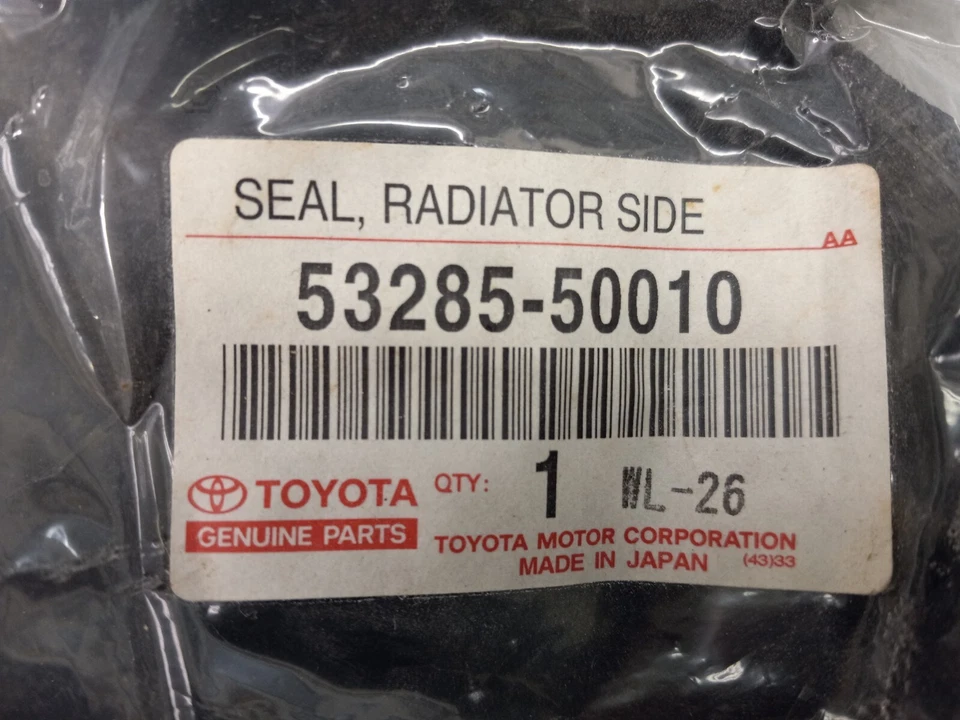 SEAL, RADIATOR SIDE
AA
53285-50010
TOYOTA QTY: 1 WL-26
GENUINE PARTS
TOYOTA MOTOR CORPORATION
MADE IN JAPAN (43)33